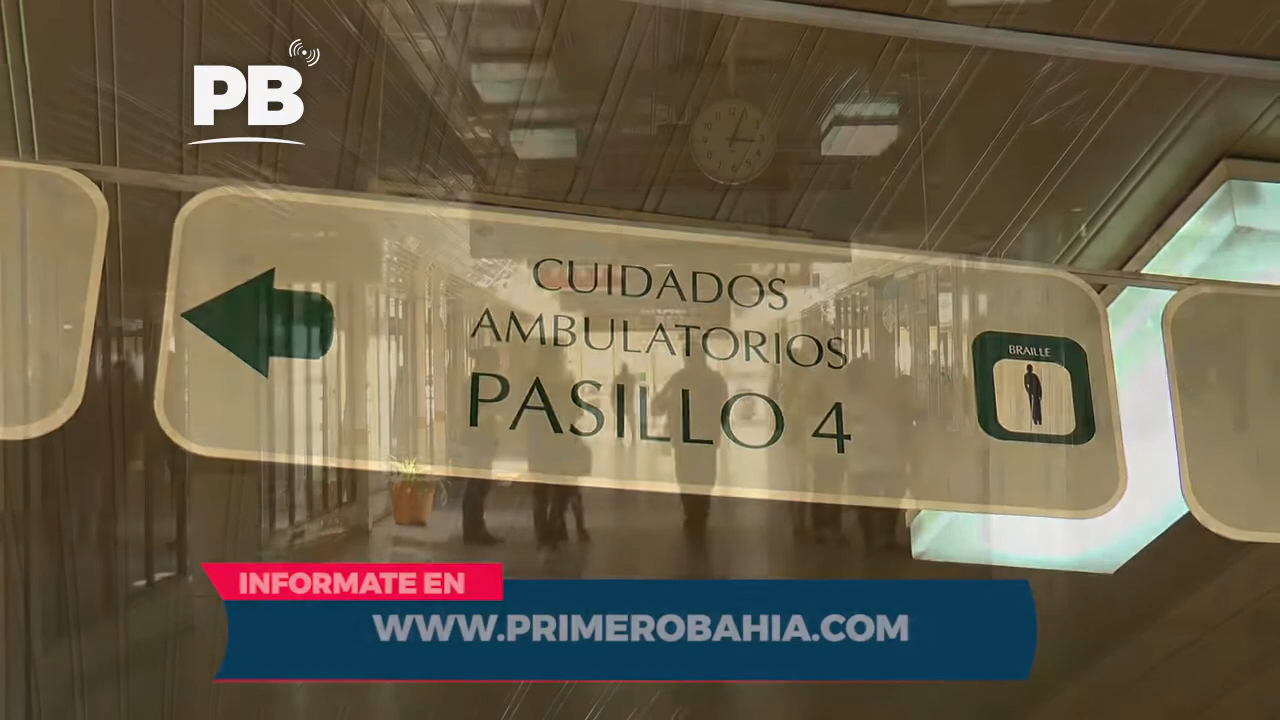 PB
CUIDADOS
AMBULATORIOS
PASILLO 4
BRAILLE
INFORMATE EN
WWW.PRIMEROBAHIA.COM